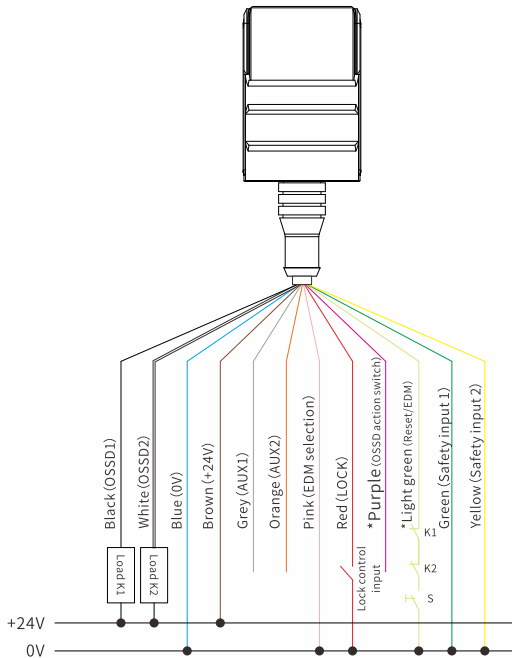 Black(OSSD1)
White(OSSD2)
Blue(0V)
Brown(+24V)
Grey(AUX1)
Orange(AUX2)
Pink(EDM selection)
Red(LOCK)
*Purple(OSSD action switch)
*Light green(Reset/EDM)
Green(Safety input 1)
Yellow(Safety input 2)
Load K1
Load K2
Lock control
input
K1
K2
S
+24V
0V